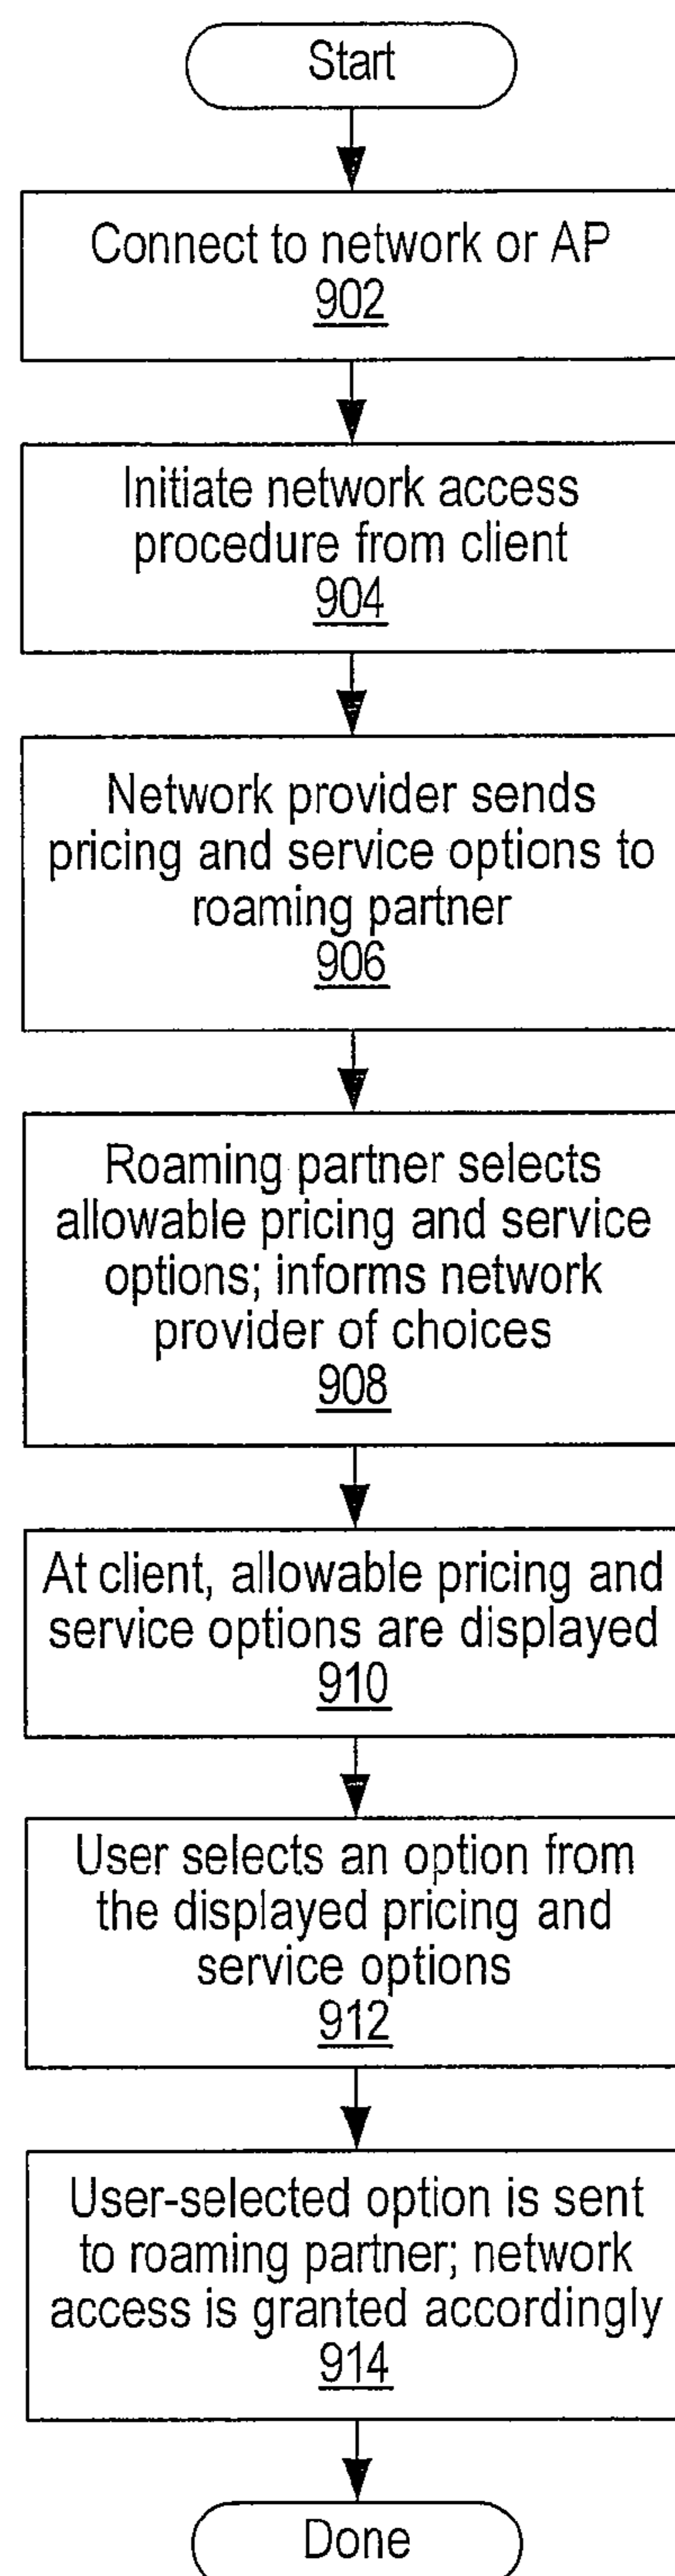 Start
Connect to network or AP
902
Initiate network access
procedure from client
904
Network provider sends
pricing and service options to
roaming partner
906
Roaming partner selects
allowable pricing and service
options; informs network
provider of choices
908
At client, allowable pricing and
service options are displayed
910
User selects an option from
the displayed pricing and
service options
912
User-selected option is sent
to roaming partner; network
access is granted accordingly
914
Done